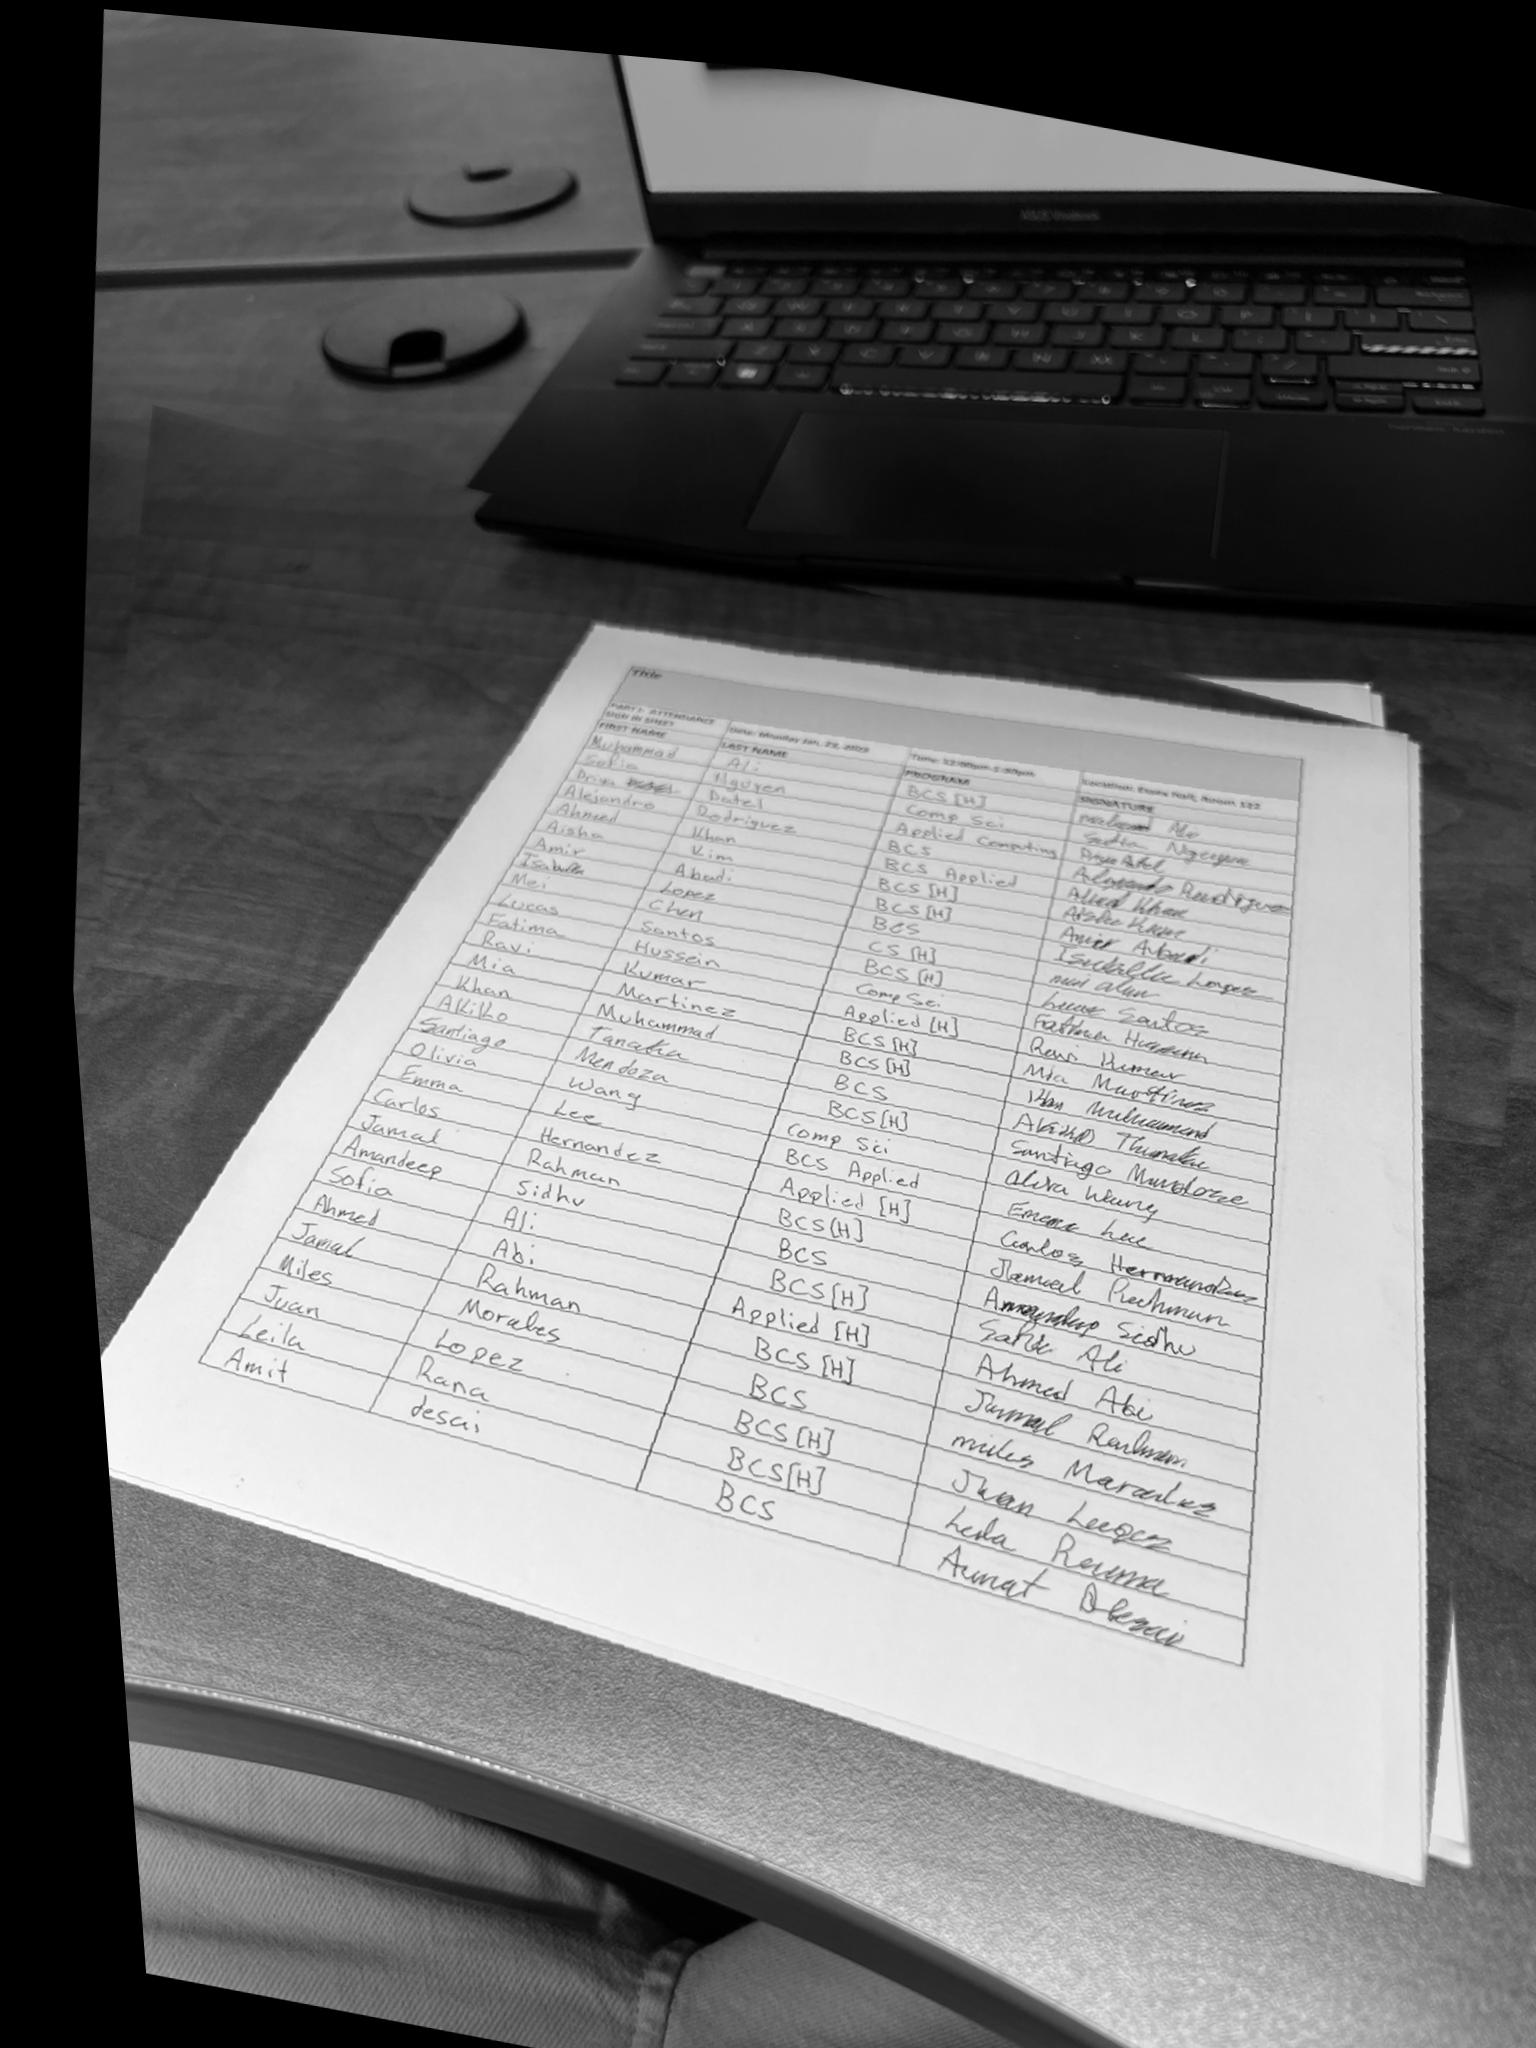 Title
PART I: ATTENDANCE SIGN IN SHEET Date: Monday Jan. 23, 2023 Time: 12:00pm-1:30pm Location: Essex Hall, Room 122
FIRST NAME LAST NAME PROGRAM SIGNATURE
Muhammad Ali BCS [H] Ali
Sofia Nguyen Comp Sci Sofia Nguyen
Priya Patel Applied Computing Priya Patel
Alejandro Rodriguez BCS Alejandro Rodriguez
Ahmed Khan BCS Applied Ahmed Khan
Aisha Kim BCS [H] Aisha
Amir Abadi BCS [H] Amir Abadi
Isabella Lopez BCS Isabella Lopez
Mei Chen CS [H] mei chen
Lucas Santos BCS [H] Lucas Santos
Fatima Hussein Comp Sci Fatima Hussein
Ravi Kumar Applied [H] Ravi Kumar
Mia Martinez BCS [H] Mia Martinez
Khan Muhammad BCS [H] Khan Muhammad
Akiko Tanaka BCS Akiko Tanaka
Santiago Mendoza BCS [H] Santiago Mendoza
Olivia Wang Comp Sci Olivia Wang
Emma Lee BCS Applied Emma Lee
Carlos Hernandez Applied [H] Carlos Hernandez
Jamal Rahman BCS [H] Jamal Rahman
Amandeep Sidhu BCS Amandeep Sidhu
Sofia Ali BCS [H] Sofia Ali
Ahmed Abi Applied [H] Ahmed Abi
Jamal Rahman BCS [H] Jamal Rahman
Miles Morales BCS miles Morales
Juan Lopez BCS [H] Juan Lopez
Leila Rana BCS [H] Leila Rana
Amit desai BCS Amit Desai